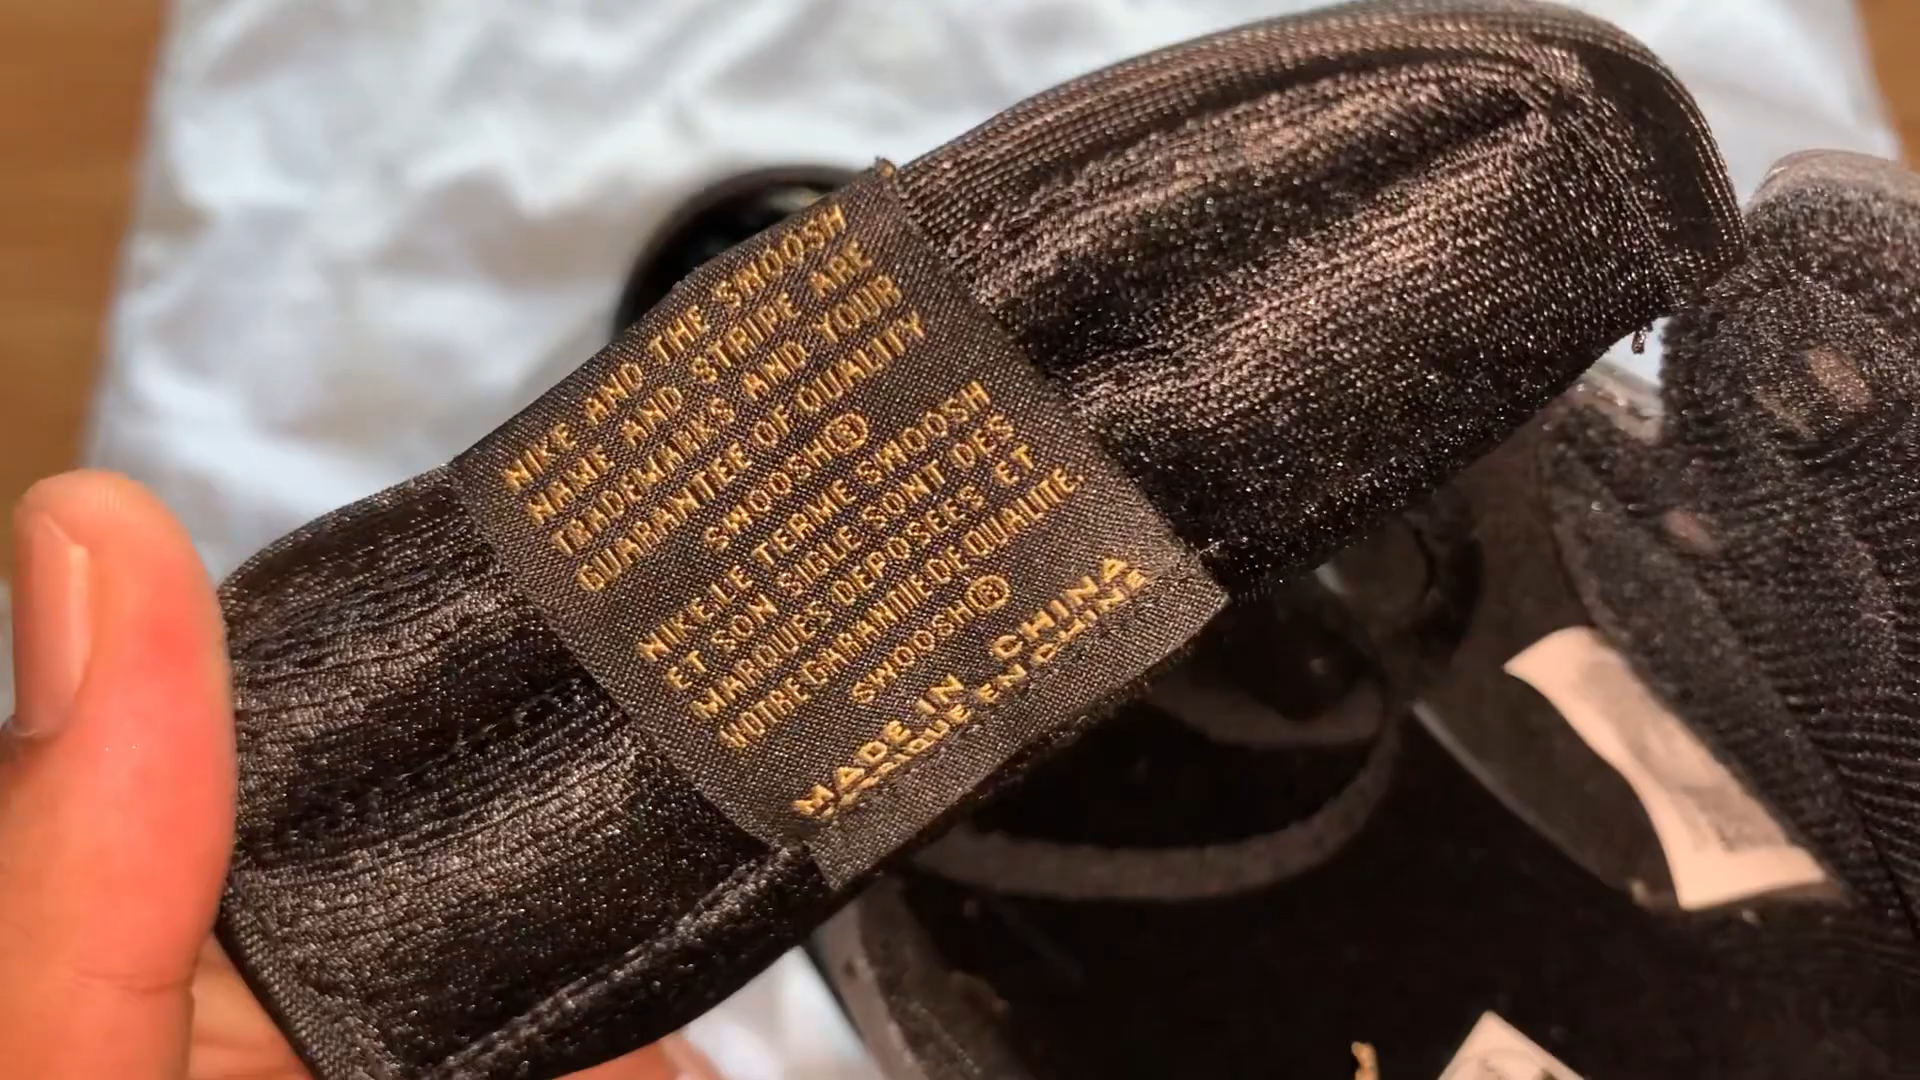 NIKE AND THE SWOOSH
NAME AND STRIPE ARE
TRADEMARKS AND YOUR
GUARANTEE OF QUALITY
SWOOSH®
NIKE.LE TERME SWOOSH
ET SON SIGLE SONT DES
MARQUES DEPOSEES ET
NOTRE GARANTIE DE QUALITE.
SWOOSH®
MADE IN CHINA
EN CHINE